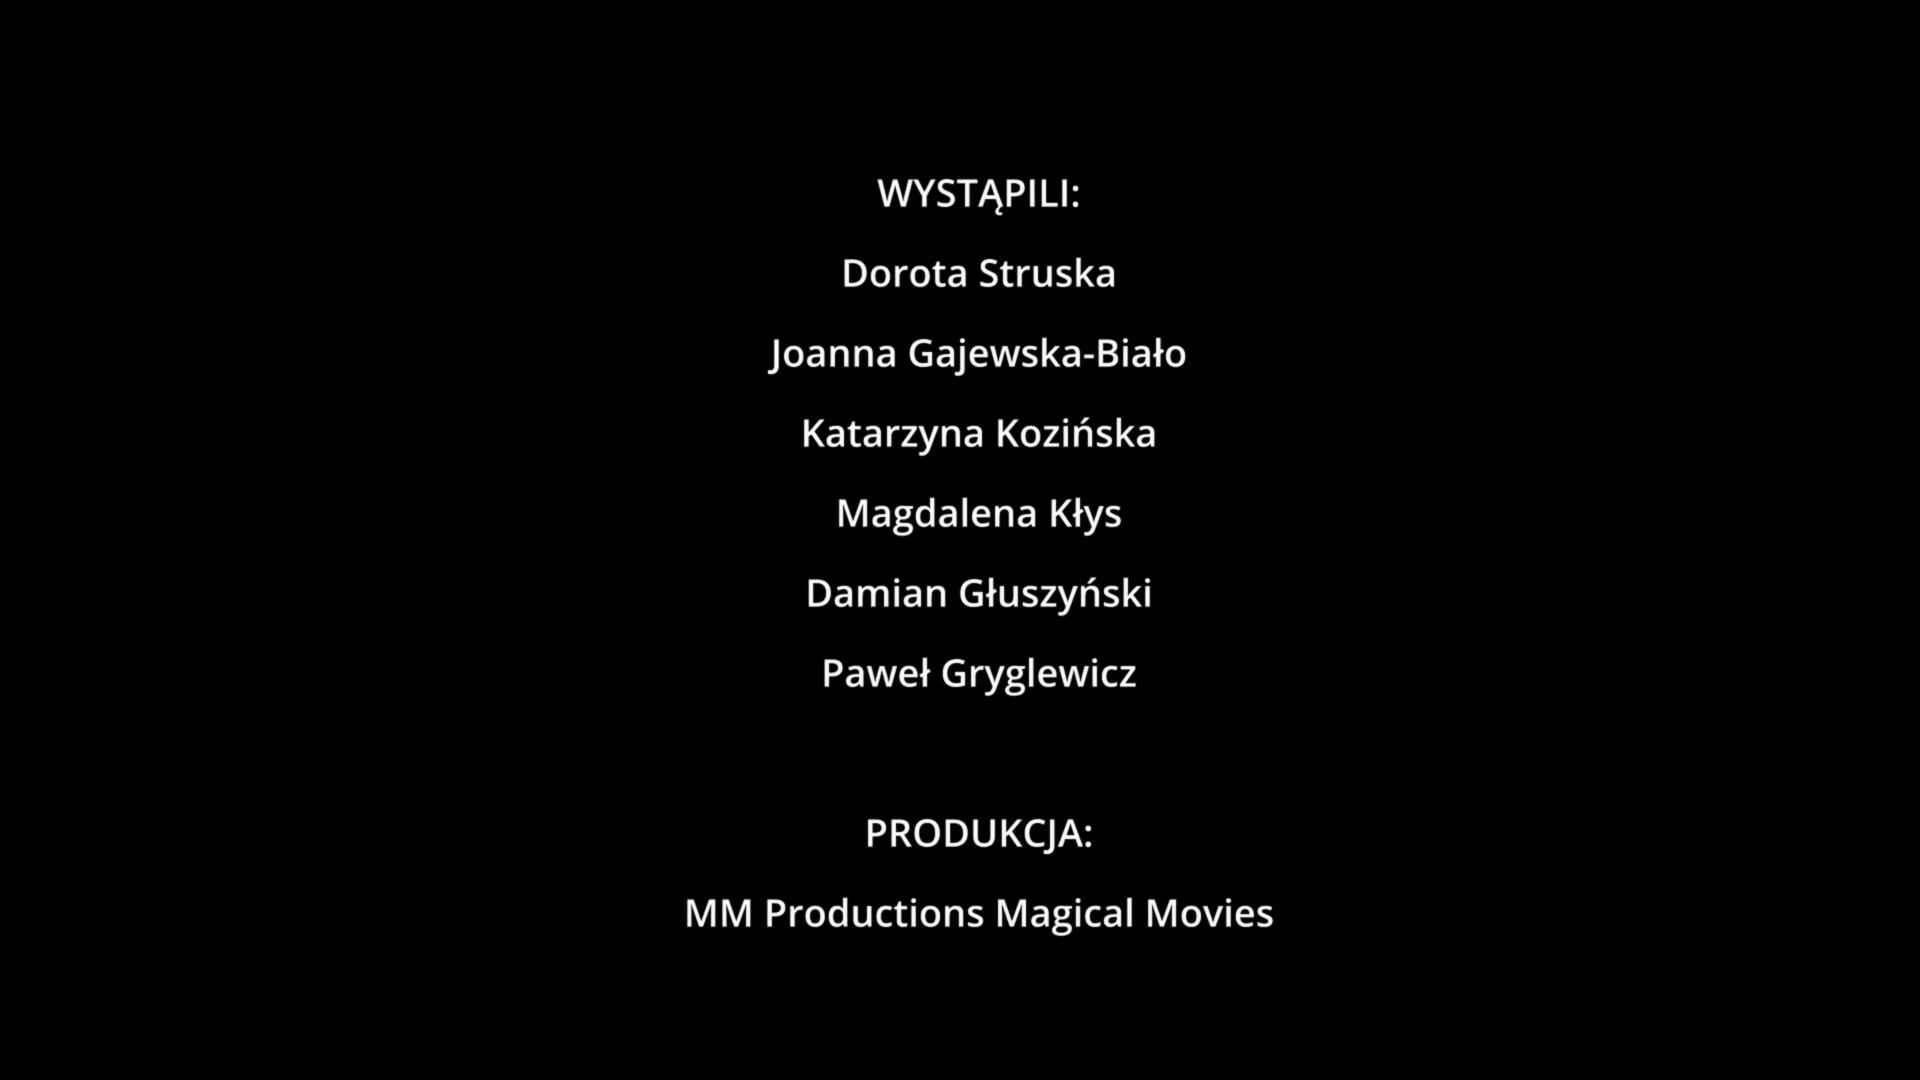 WYSTĄPILI:
Dorota Struska
Joanna Gajewska-Biało
Katarzyna Kozińska
Magdalena Kłys
Damian Głuszyński
Paweł Gryglewicz
PRODUKCJA:
MM Productions Magical Movies